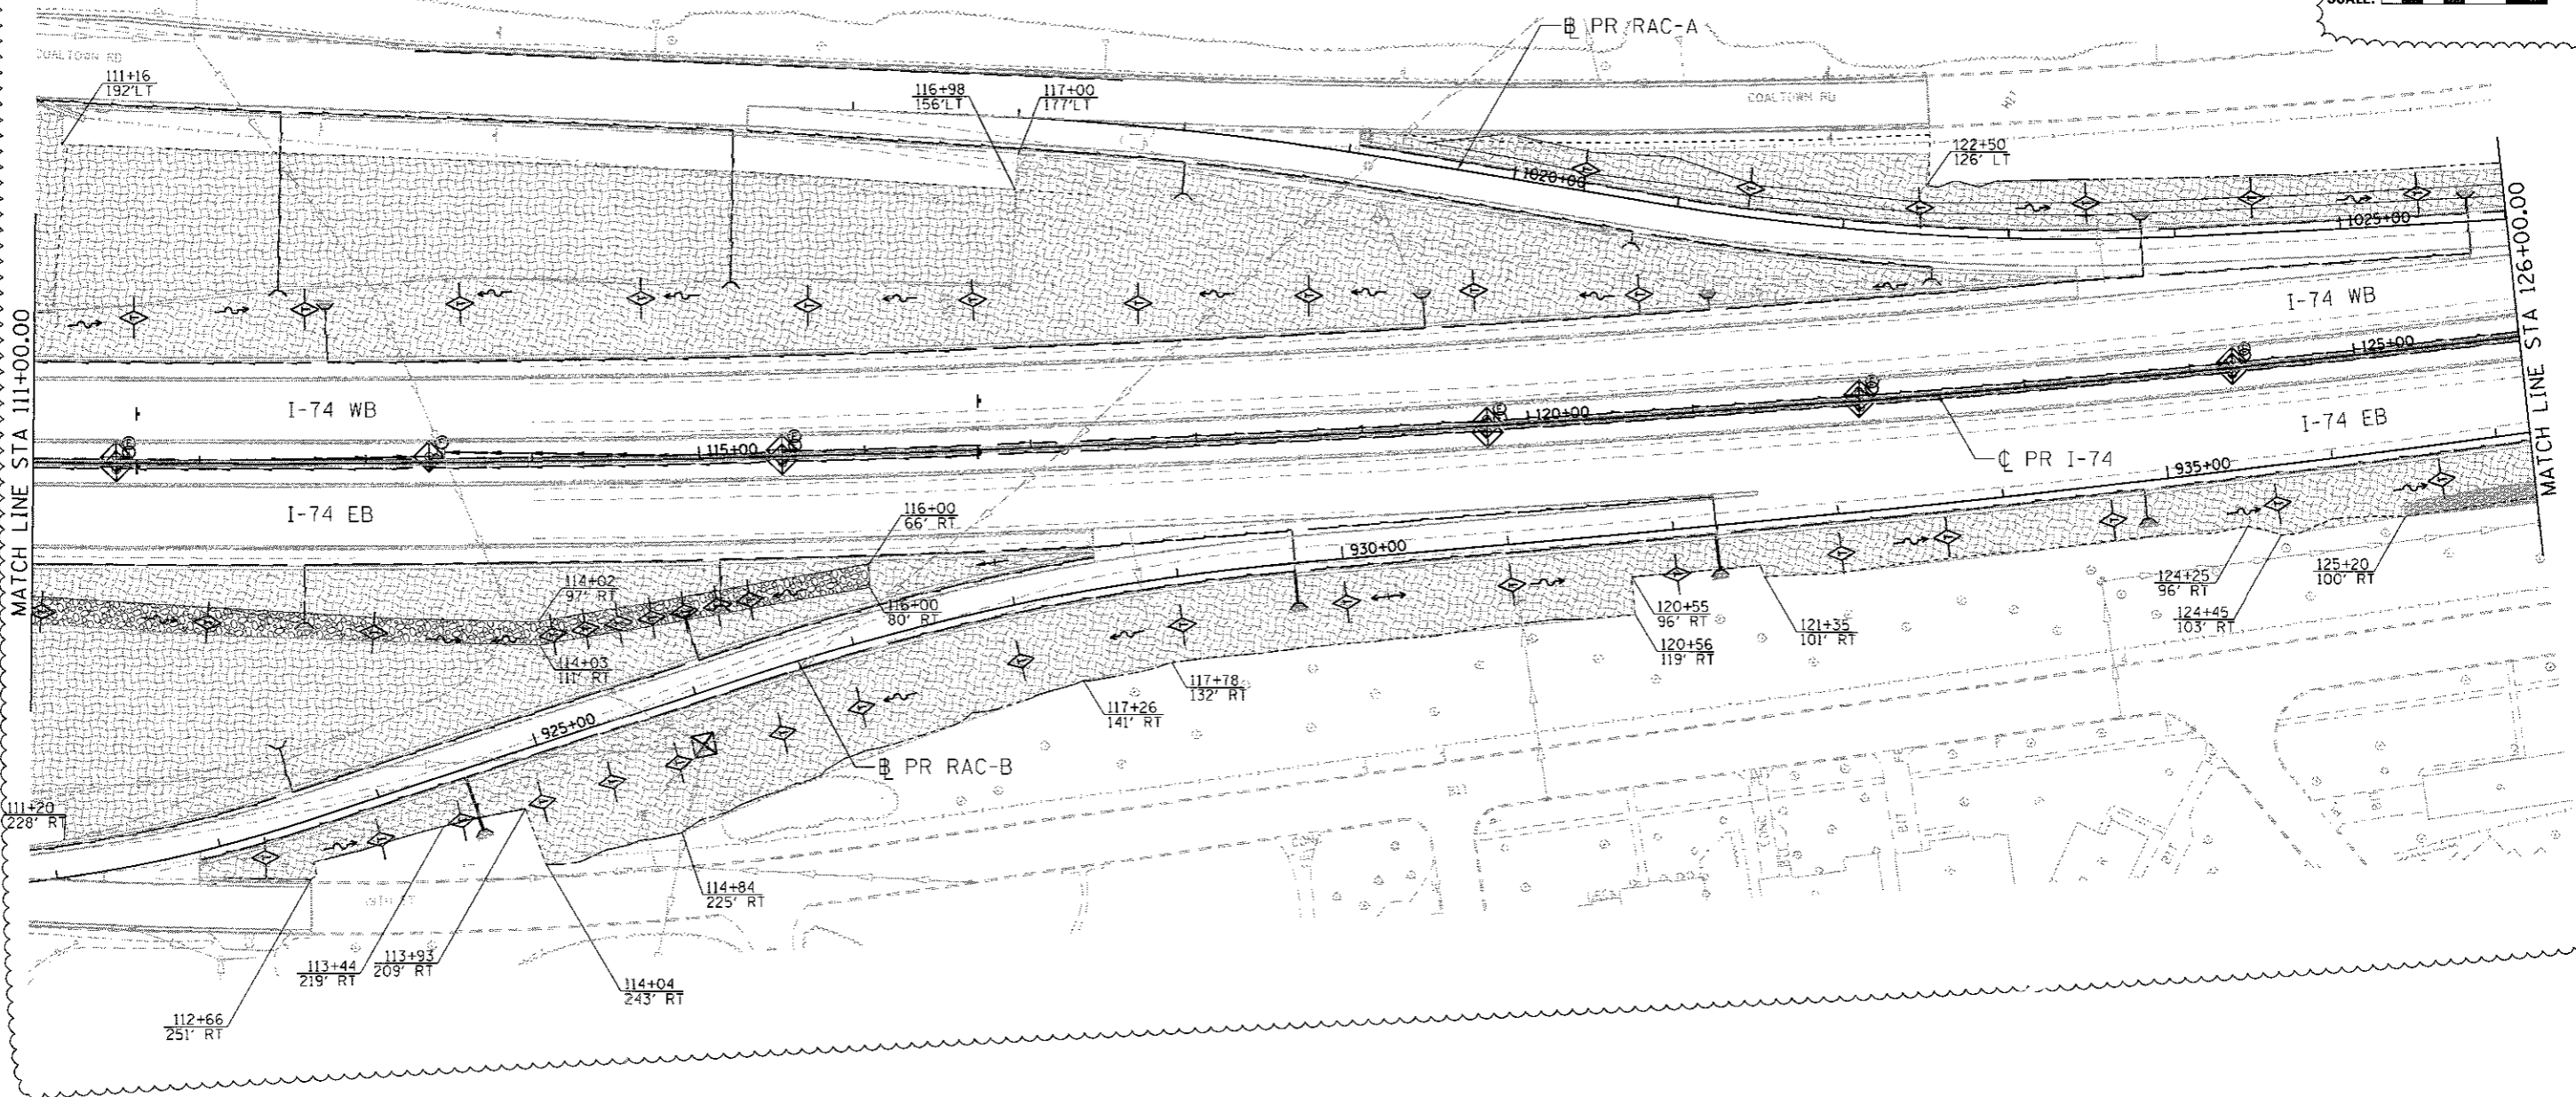 SCALE:
℄ PR RAC-A
COALTOWN RD
111+16
192'LT
116+98
156'LT
117+00
177'LT
COALTOWN RD
122+50
126' LT
1020+00
1025+00
MATCH LINE STA 111+00.00
MATCH LINE STA 126+00.00
I-74 WB
I-74 WB
125+00
120+00
115+00
I-74 EB
I-74 EB
℄ PR I-74
935+00
116+00
66' RT
930+00
114+02
97' RT
116+00
80' RT
114+03
111' RT
120+55
96' RT
120+56
119' RT
121+35
101' RT
124+25
96' RT
124+45
103' RT
125+20
100' RT
117+78
132' RT
117+26
141' RT
925+00
PR RAC-B
111+20
228' RT
114+84
225' RT
113+44
219' RT
113+93
209' RT
114+04
243' RT
112+66
251' RT